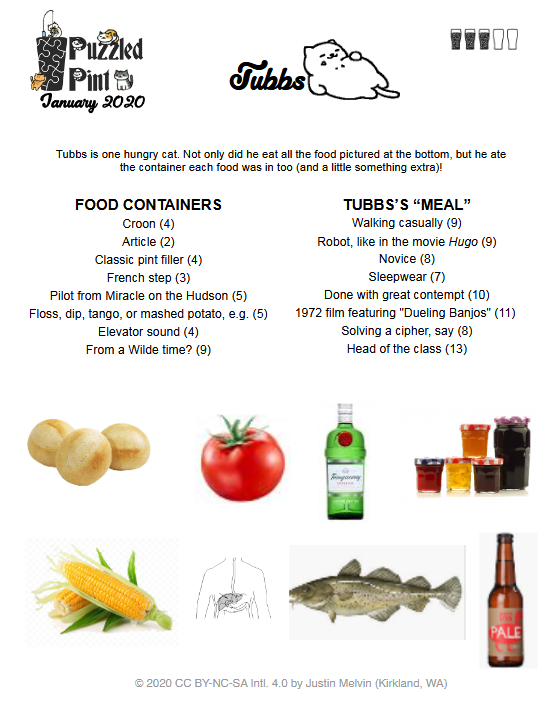 Puzzled
Pint
January 2020
Tubbs
Tubbs is one hungry cat. Not only did he eat all the food pictured at the bottom, but he ate
the container each food was in too (and a little something extra)!
FOOD CONTAINERS
Croon (4)
Article (2)
Classic pint filler (4)
French step (3)
Pilot from Miracle on the Hudson (5)
Floss, dip, tango, or mashed potato, e.g. (5)
Elevator sound (4)
From a Wilde time? (9)
TUBBS’S “MEAL”
Walking casually (9)
Robot, like in the movie Hugo (9)
Novice (8)
Sleepwear (7)
Done with great contempt (10)
1972 film featuring "Dueling Banjos" (11)
Solving a cipher, say (8)
Head of the class (13)
Tanqueray
PALE
© 2020 CC BY-NC-SA Intl. 4.0 by Justin Melvin (Kirkland, WA)